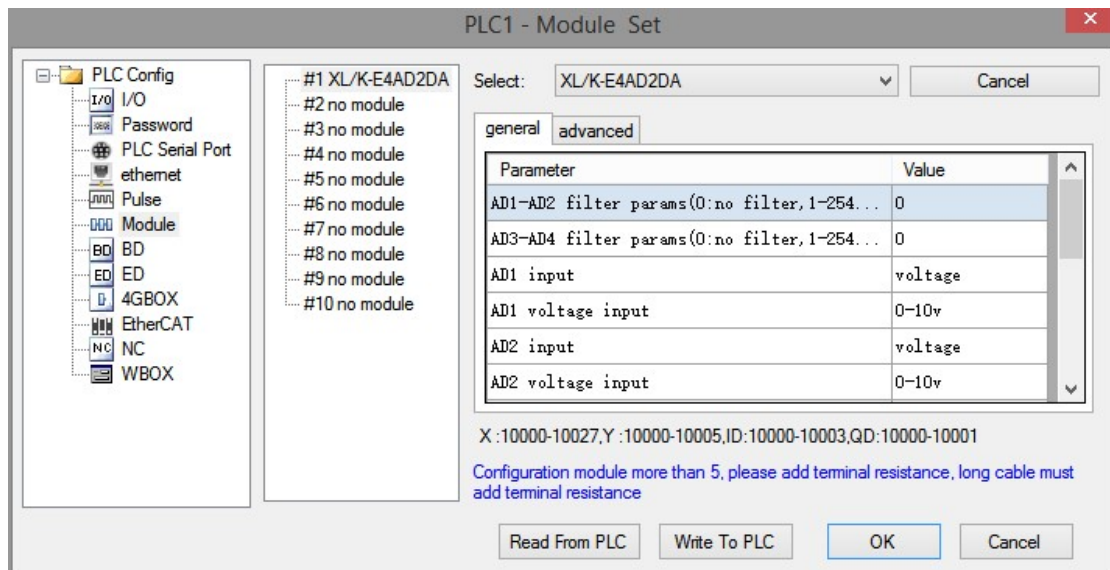 PLC1 - Module Set
PLC Config
I/O I/O
Password
PLC Serial Port
ethernet
Pulse
Module
BD BD
ED ED
4GBOX
EtherCAT
NC NC
WBOX
#1 XL/K-E4AD2DA
#2 no module
#3 no module
#4 no module
#5 no module
#6 no module
#7 no module
#8 no module
#9 no module
#10 no module
Select: XL/K-E4AD2DA Cancel
general advanced
Parameter Value
AD1-AD2 filter params(0:no filter,1-254... 0
AD3-AD4 filter params(0:no filter,1-254... 0
AD1 input voltage
AD1 voltage input 0-10v
AD2 input voltage
AD2 voltage input 0-10v
X :10000-10027,Y :10000-10005,ID:10000-10003,QD:10000-10001
Configuration module more than 5, please add terminal resistance, long cable must
add terminal resistance
Read From PLC Write To PLC OK Cancel